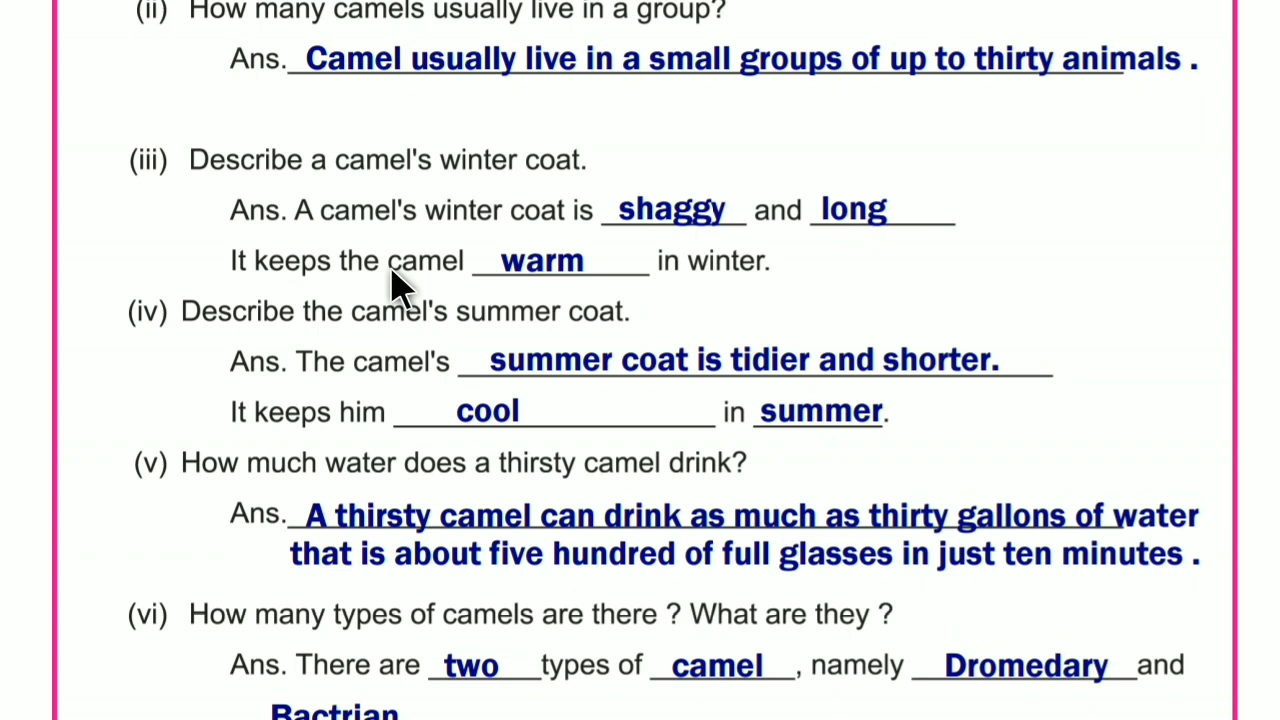 (ii) How many camels usually live in a group?
Ans. Camel usually live in a small groups of up to thirty animals .
(iii) Describe a camel's winter coat.
Ans. A camel's winter coat is shaggy and long
It keeps the camel warm in winter.
(iv) Describe the camel's summer coat.
Ans. The camel's summer coat is tidier and shorter.
It keeps him cool in summer.
(v) How much water does a thirsty camel drink?
Ans. A thirsty camel can drink as much as thirty gallons of water
that is about five hundred of full glasses in just ten minutes .
(vi) How many types of camels are there ? What are they ?
Ans. There are two types of camel , namely Dromedary and
Bactrian